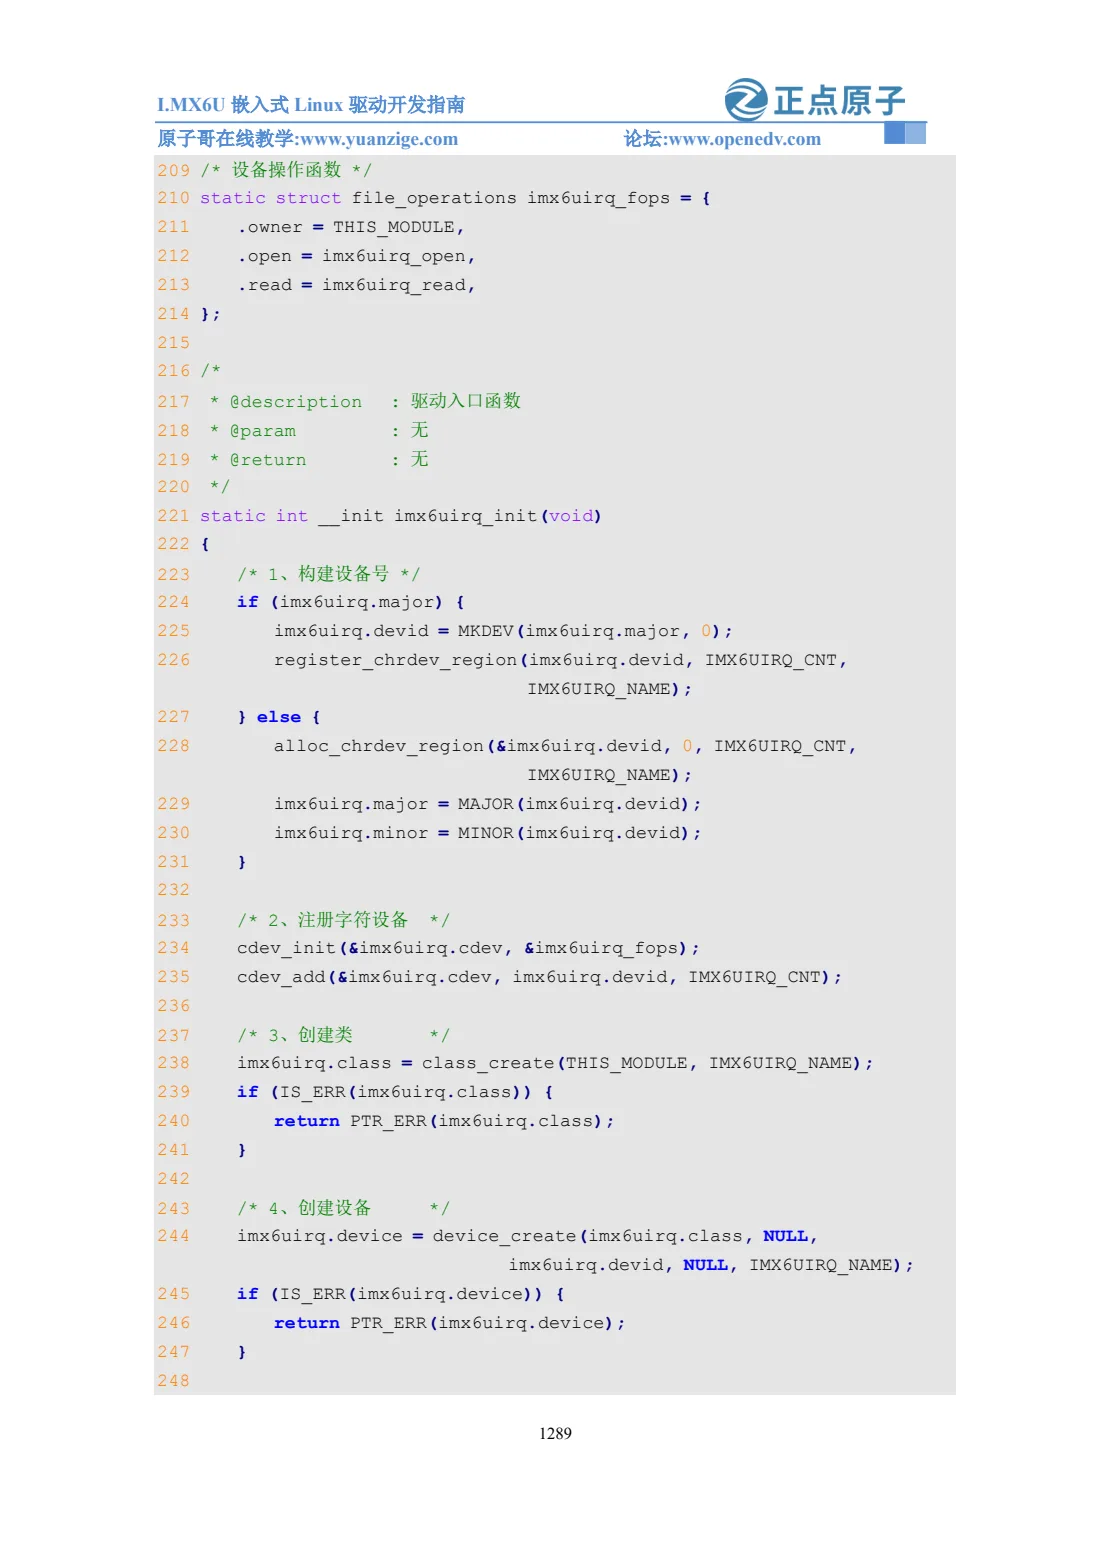 I.MX6U 嵌入式 Linux 驱动开发指南
正点原子
原子哥在线教学:www.yuanzige.com 论坛:www.openedv.com
209 /* 设备操作函数 */
210 static struct file_operations imx6uirq_fops = {
211     .owner = THIS_MODULE,
212     .open = imx6uirq_open,
213     .read = imx6uirq_read,
214 };
215
216 /*
217  * @description   : 驱动入口函数
218  * @param         : 无
219  * @return        : 无
220  */
221 static int __init imx6uirq_init(void)
222 {
223     /* 1、构建设备号 */
224     if (imx6uirq.major) {
225         imx6uirq.devid = MKDEV(imx6uirq.major, 0);
226         register_chrdev_region(imx6uirq.devid, IMX6UIRQ_CNT,
                                   IMX6UIRQ_NAME);
227     } else {
228         alloc_chrdev_region(&imx6uirq.devid, 0, IMX6UIRQ_CNT,
                                   IMX6UIRQ_NAME);
229         imx6uirq.major = MAJOR(imx6uirq.devid);
230         imx6uirq.minor = MINOR(imx6uirq.devid);
231     }
232
233     /* 2、注册字符设备  */
234     cdev_init(&imx6uirq.cdev, &imx6uirq_fops);
235     cdev_add(&imx6uirq.cdev, imx6uirq.devid, IMX6UIRQ_CNT);
236
237     /* 3、创建类       */
238     imx6uirq.class = class_create(THIS_MODULE, IMX6UIRQ_NAME);
239     if (IS_ERR(imx6uirq.class)) {
240         return PTR_ERR(imx6uirq.class);
241     }
242
243     /* 4、创建设备     */
244     imx6uirq.device = device_create(imx6uirq.class, NULL,
                                 imx6uirq.devid, NULL, IMX6UIRQ_NAME);
245     if (IS_ERR(imx6uirq.device)) {
246         return PTR_ERR(imx6uirq.device);
247     }
248
1289